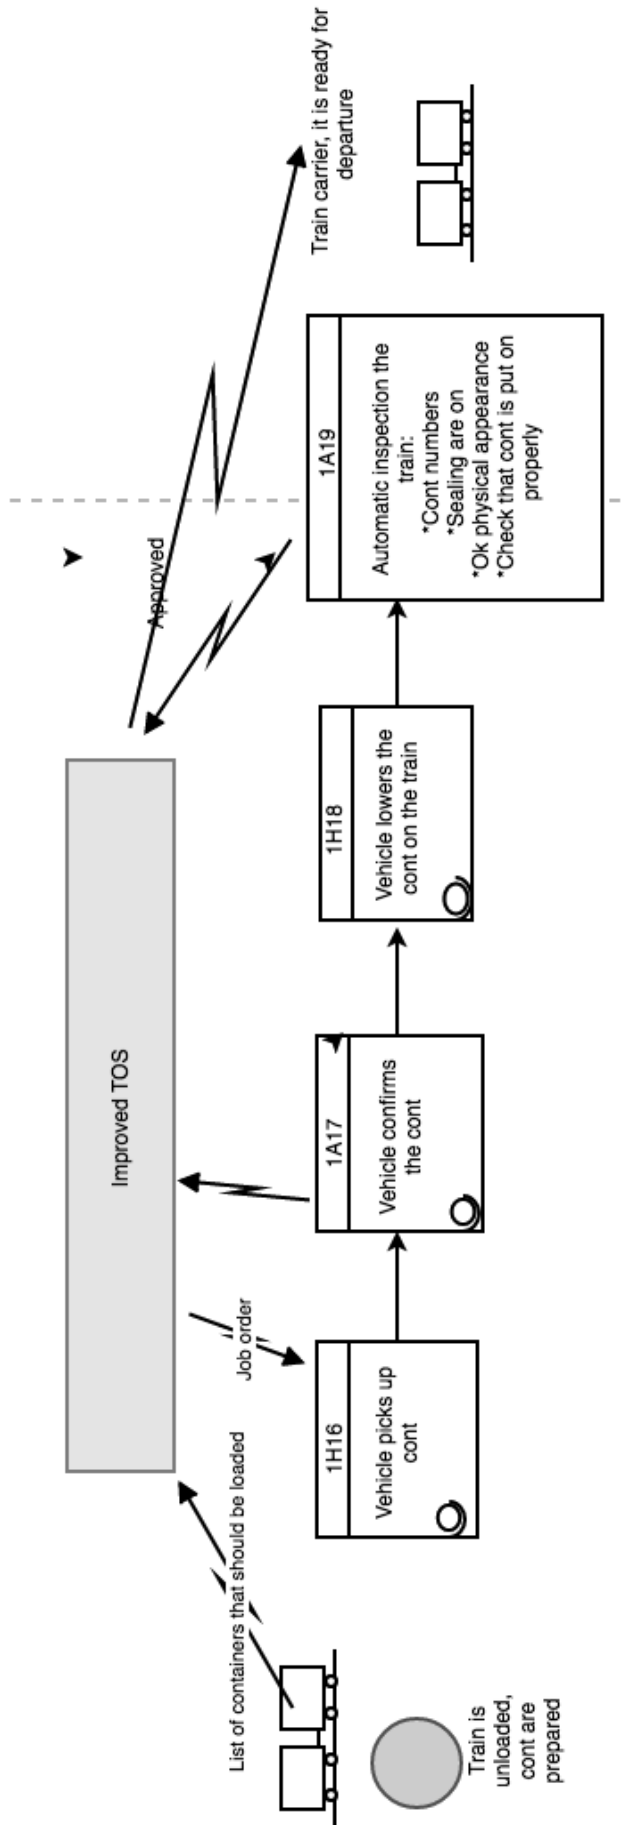 Improved TOS
List of containers that should be loaded
Job order
Approved
Train carrier, it is ready for
departure
Train is
unloaded,
cont are
prepared
1H16
Vehicle picks up
cont
1A17
Vehicle confirms
the cont
1H18
Vehicle lowers the
cont on the train
1A19
Automatic inspection the
train:
*Cont numbers
*Sealing are on
*Ok physical appearance
*Check that cont is put on
properly